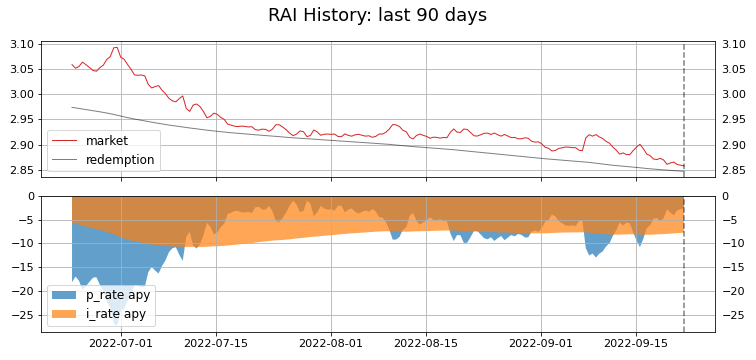 RAI History: last 90 days
3.10 3.10
3.05 3.05
3.00 3.00
2.95 2.95
2.90 2.90
2.85 2.85
market
redemption
0 0
−5 −5
−10 −10
−15 −15
−20 −20
−25 −25
p_rate apy
i_rate apy
2022-07-01 2022-07-15 2022-08-01 2022-08-15 2022-09-01 2022-09-15